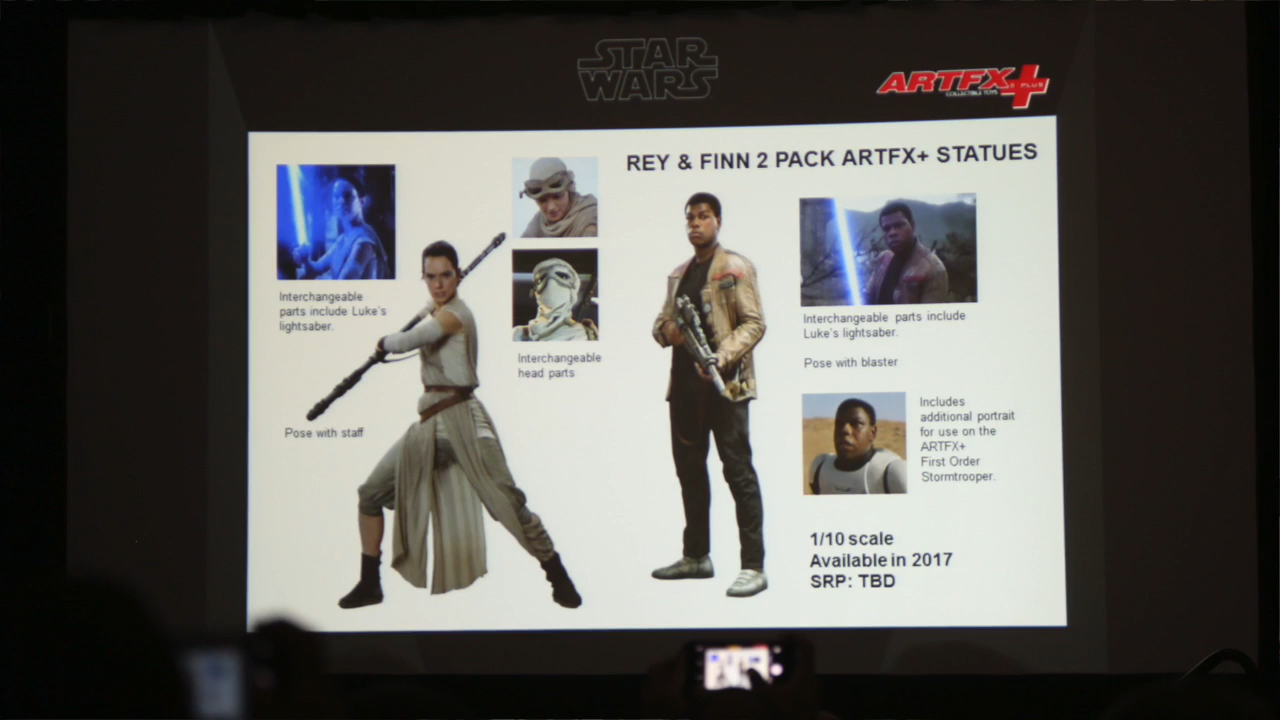 STAR
WARS
ARTFX+
COLLECTIBLE TOYS
REY & FINN 2 PACK ARTFX+ STATUES
Interchangeable
parts include Luke's
lightsaber.
Pose with staff
Interchangeable
head parts
Interchangeable parts include
Luke's lightsaber.
Pose with blaster
Includes
additional portrait
for use on the
ARTFX+
First Order
Stormtrooper.
1/10 scale
Available in 2017
SRP: TBD